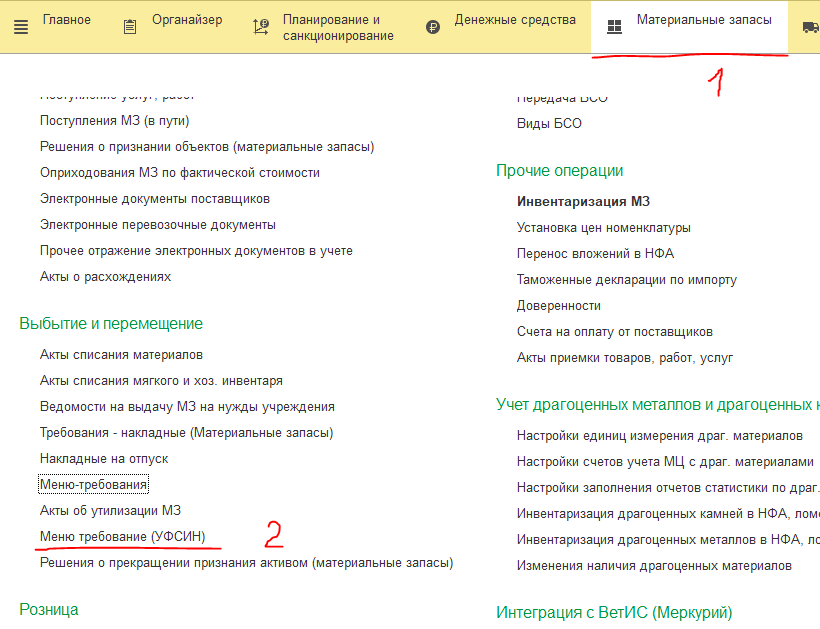 Главное
Органайзер
Планирование и
санкционирование
Денежные средства
Материальные запасы
1
Поступление услуг, работ
Поступления МЗ (в пути)
Решения о признании объектов (материальные запасы)
Оприходования МЗ по фактической стоимости
Электронные документы поставщиков
Электронные перевозочные документы
Прочее отражение электронных документов в учете
Акты о расхождениях
Выбытие и перемещение
Акты списания материалов
Акты списания мягкого и хоз. инвентаря
Ведомости на выдачу МЗ на нужды учреждения
Требования - накладные (Материальные запасы)
Накладные на отпуск
Меню-требования
Акты об утилизации МЗ
Меню требование (УФСИН)
2
Решения о прекращении признания активом (материальные запасы)
Розница
Передача БСО
Виды БСО
Прочие операции
Инвентаризация МЗ
Установка цен номенклатуры
Перенос вложений в НФА
Таможенные декларации по импорту
Доверенности
Счета на оплату от поставщиков
Акты приемки товаров, работ, услуг
Учет драгоценных металлов и драгоценных
Настройки единиц измерения драг. материалов
Настройки счетов учета МЦ с драг. материалами
Настройки заполнения отчетов статистики по драг.
Инвентаризация драгоценных камней в НФА, лом
Инвентаризация драгоценных металлов в НФА, ло
Изменения наличия драгоценных материалов
Интеграция с ВетИС (Меркурий)